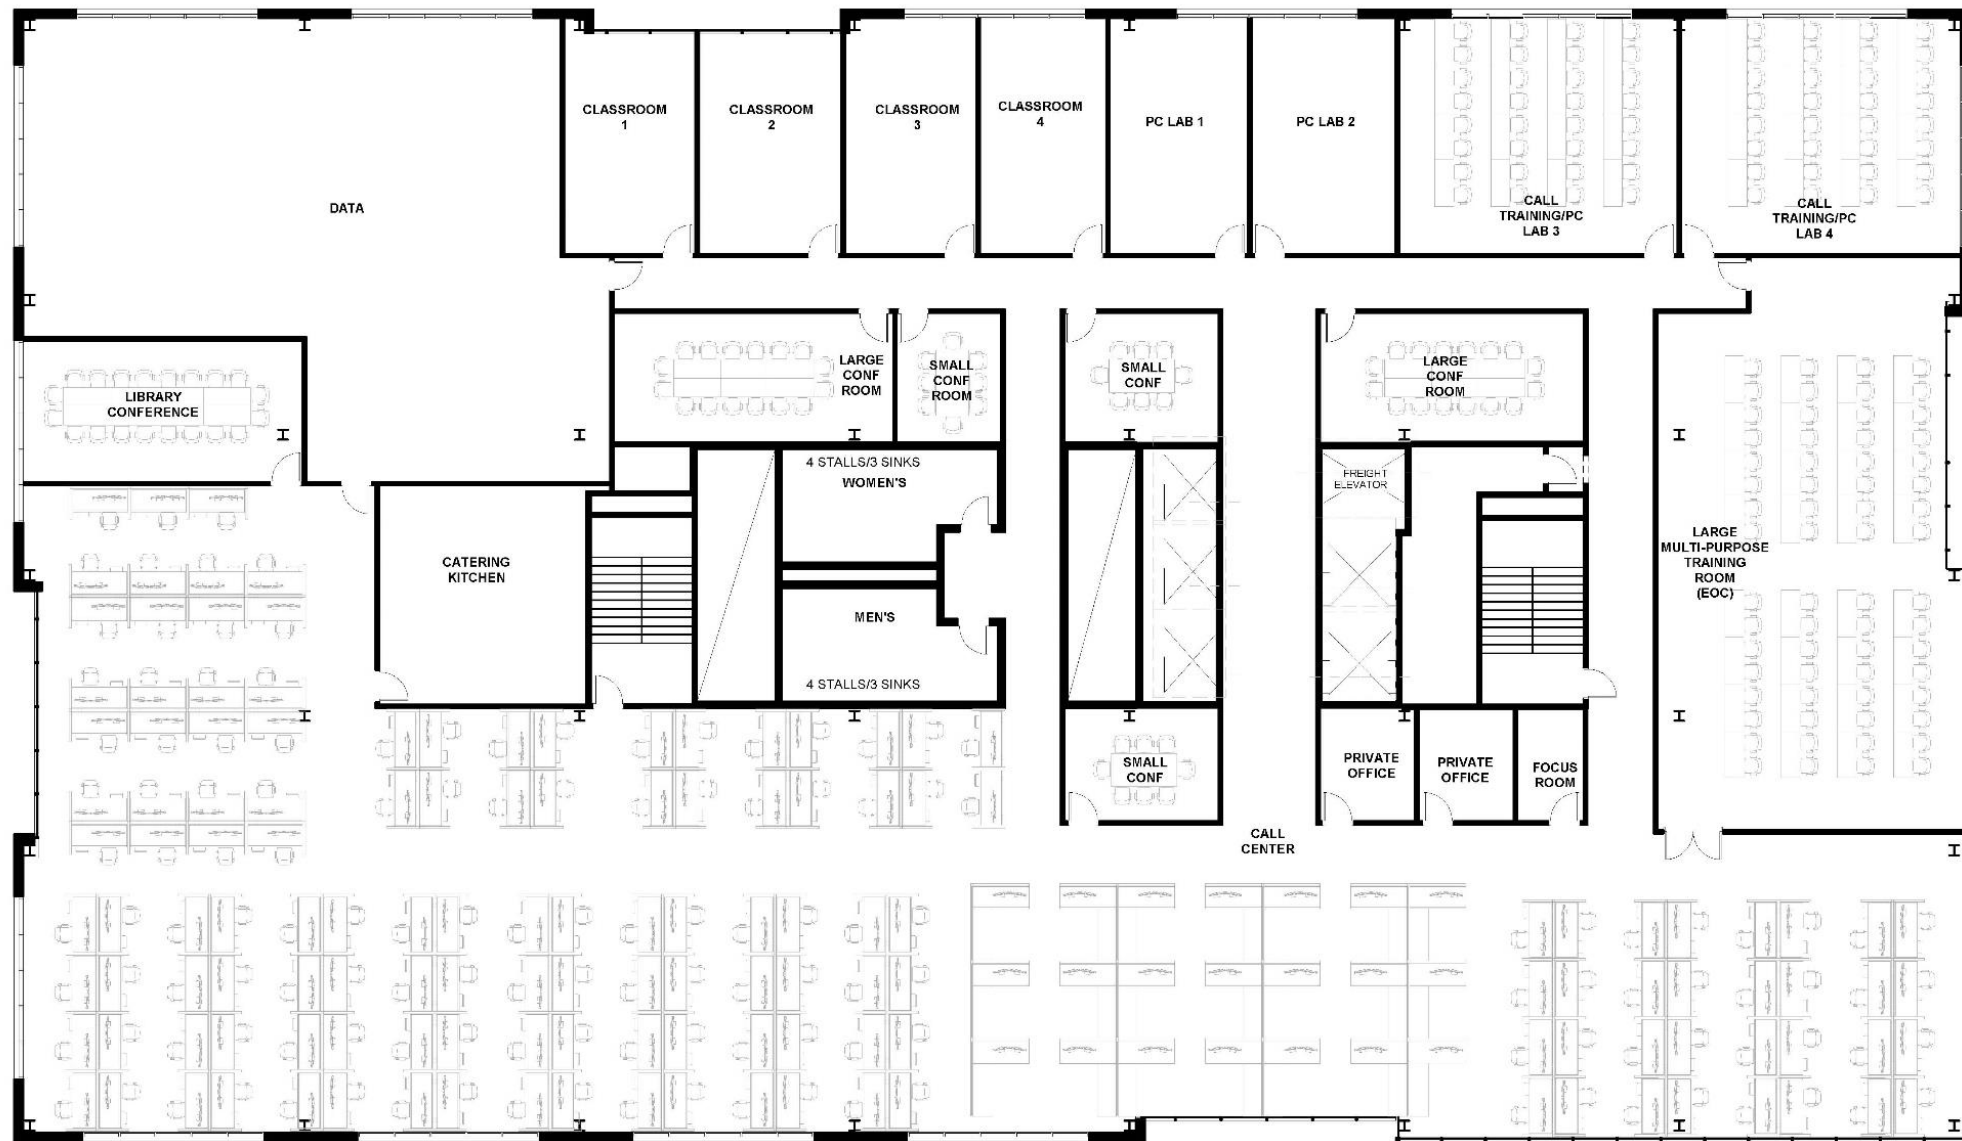 CLASSROOM
1
CLASSROOM
2
CLASSROOM
3
CLASSROOM
4
PC LAB 1
PC LAB 2
CALL
TRAINING/PC
LAB 3
CALL
TRAINING/PC
LAB 4
DATA
LIBRARY
CONFERENCE
LARGE
CONF
ROOM
SMALL
CONF
ROOM
SMALL
CONF
LARGE
CONF
ROOM
4 STALLS/3 SINKS
WOMEN'S
FREIGHT
ELEVATOR
CATERING
KITCHEN
LARGE
MULTI-PURPOSE
TRAINING
ROOM
(EOC)
MEN'S
4 STALLS/3 SINKS
SMALL
CONF
PRIVATE
OFFICE
PRIVATE
OFFICE
FOCUS
ROOM
CALL
CENTER